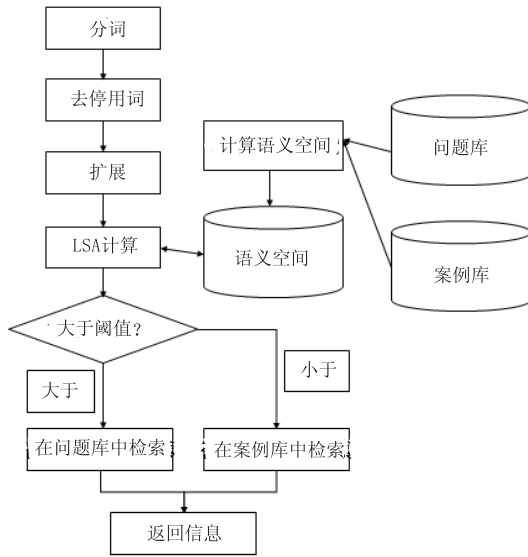 分词
去停用词
计算语义空间
问题库
扩展
LSA计算
语义空间
案例库
大于阈值?
小于
大于
在问题库中检索
在案例库中检索
返回信息